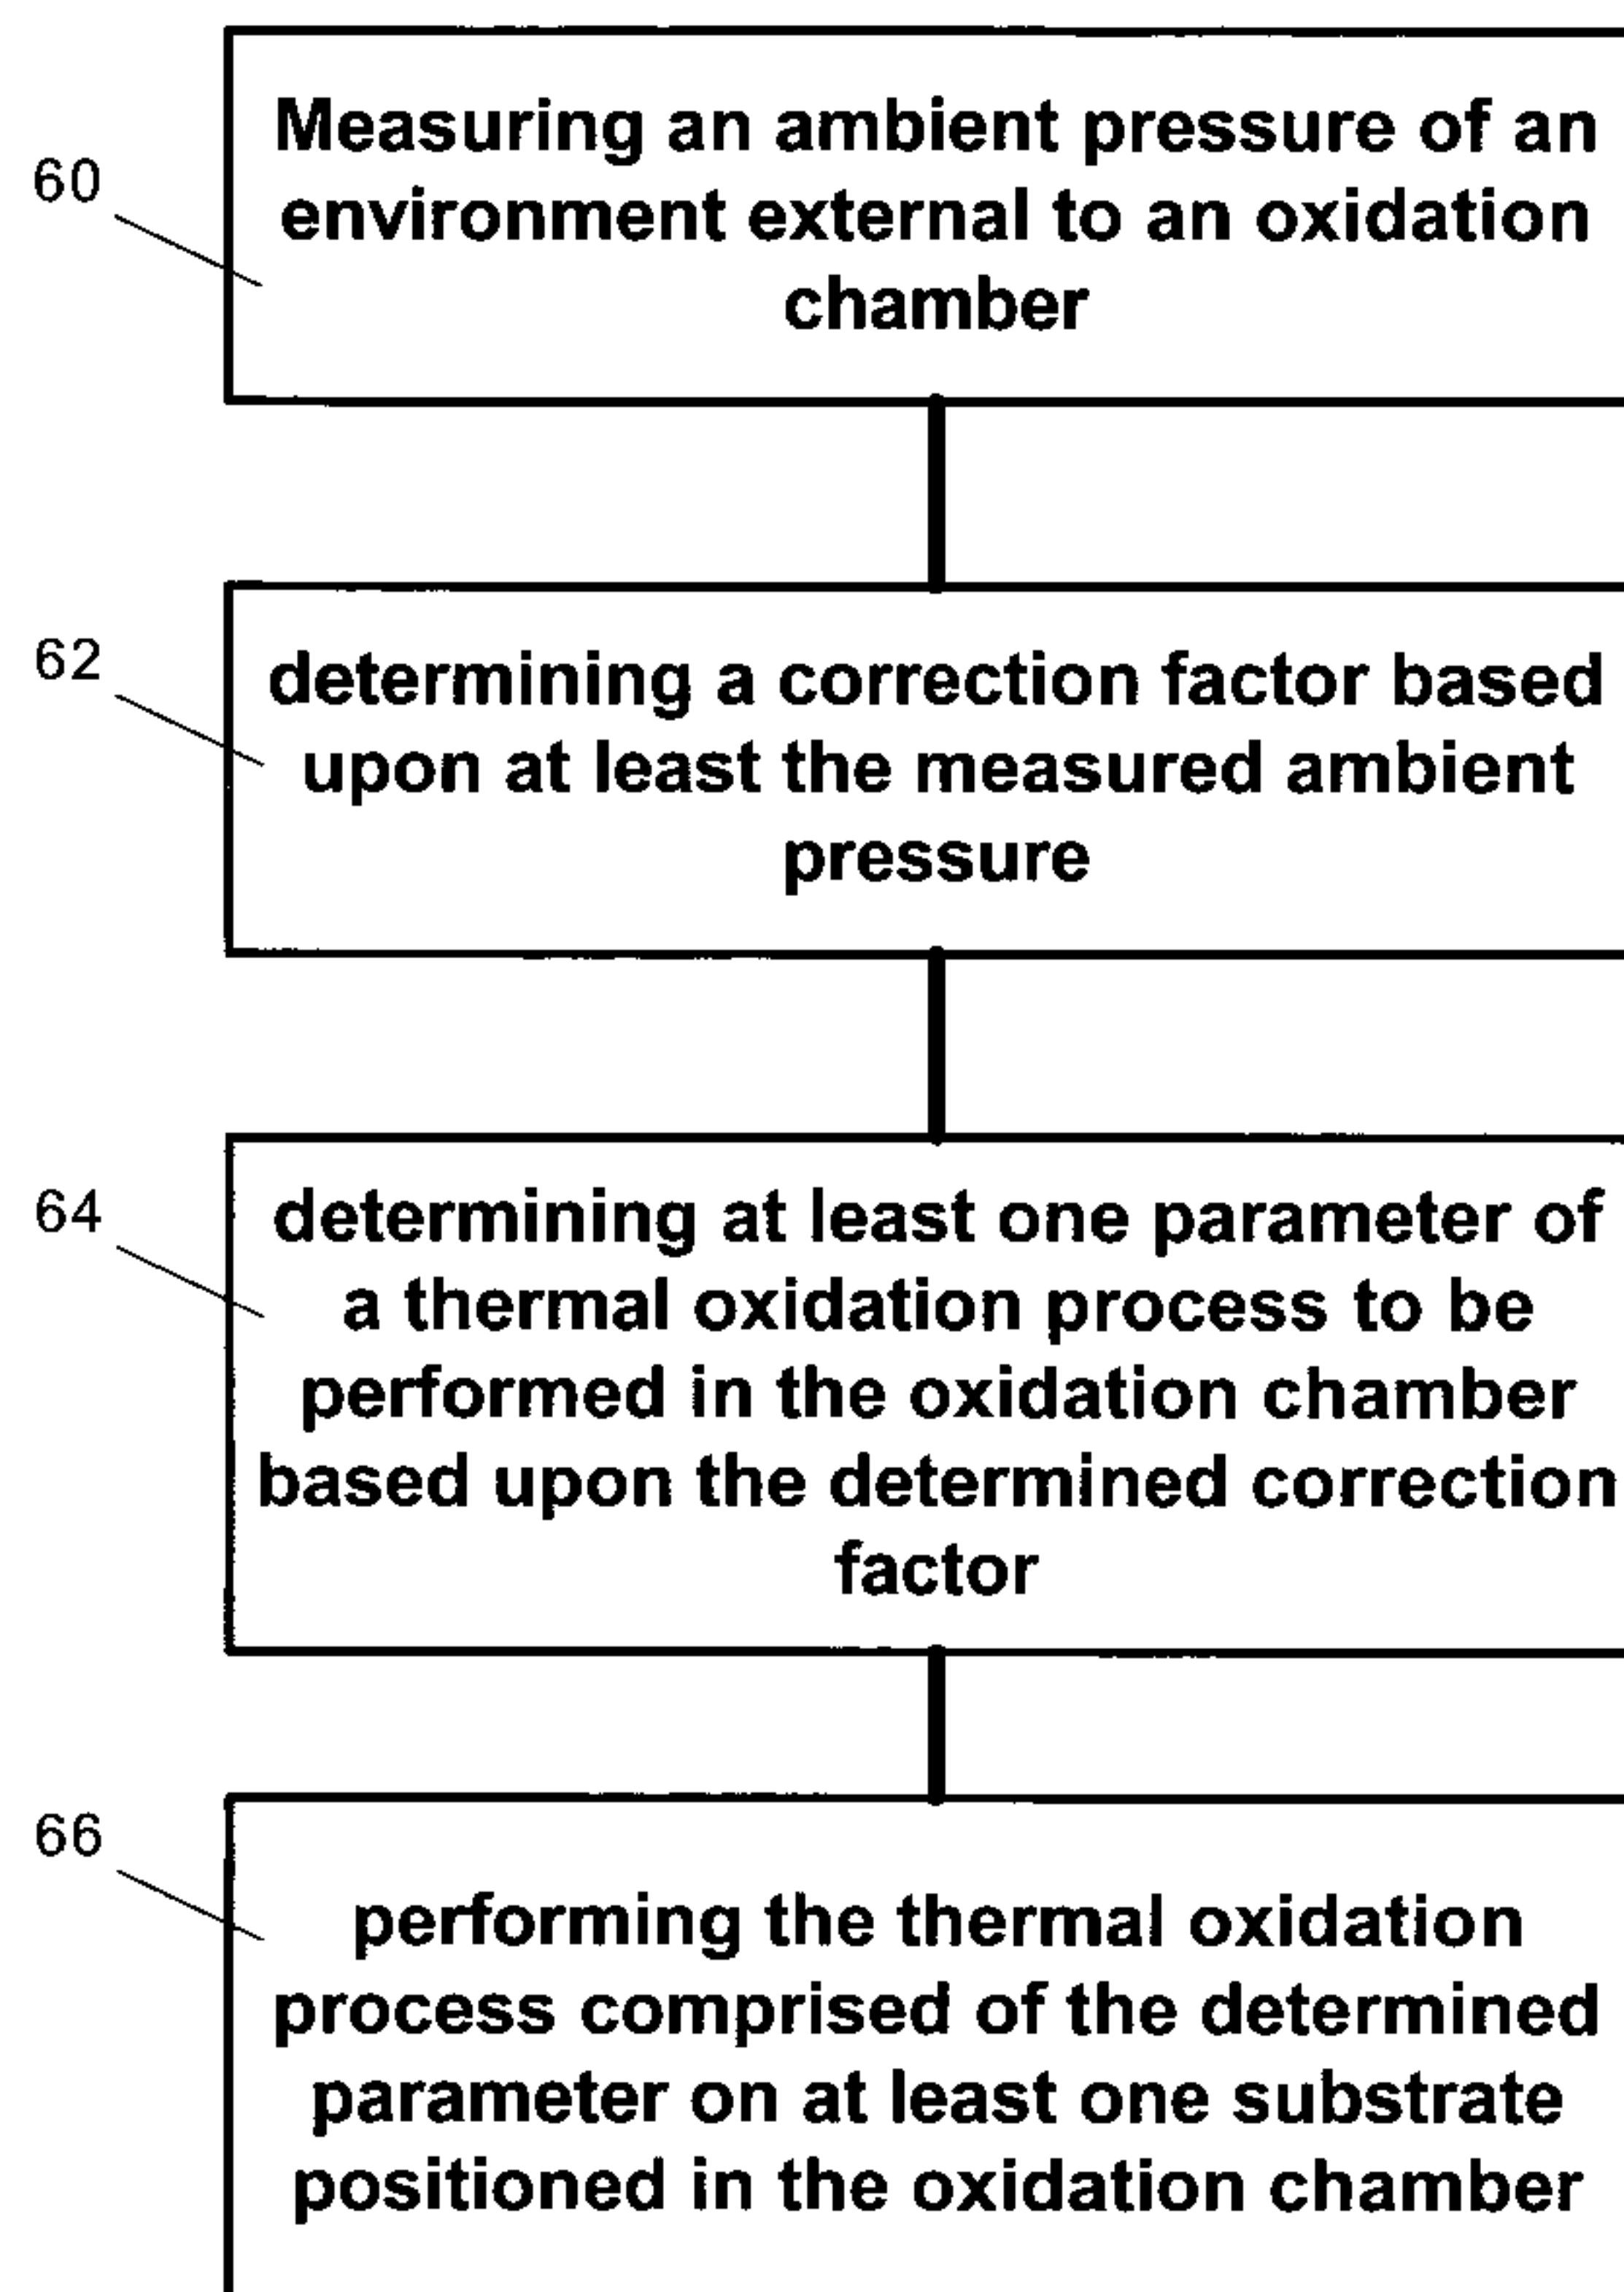 60
Measuring an ambient pressure of an
environment external to an oxidation
chamber
62
determining a correction factor based
upon at least the measured ambient
pressure
64
determining at least one parameter of
a thermal oxidation process to be
performed in the oxidation chamber
based upon the determined correction
factor
66
performing the thermal oxidation
process comprised of the determined
parameter on at least one substrate
positioned in the oxidation chamber